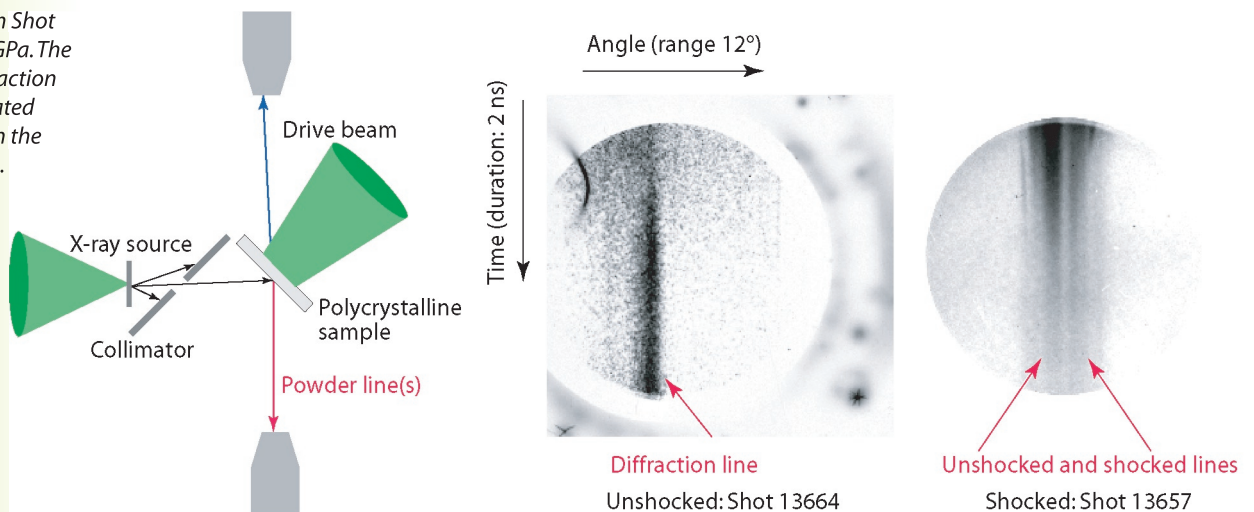 n Shot
GPa. The
action
ated
n the
.
Drive beam
X-ray source
Polycrystalline
sample
Collimator
Powder line(s)
Angle (range 12°)
Time (duration: 2 ns)
Diffraction line
Unshocked: Shot 13664
Unshocked and shocked lines
Shocked: Shot 13657